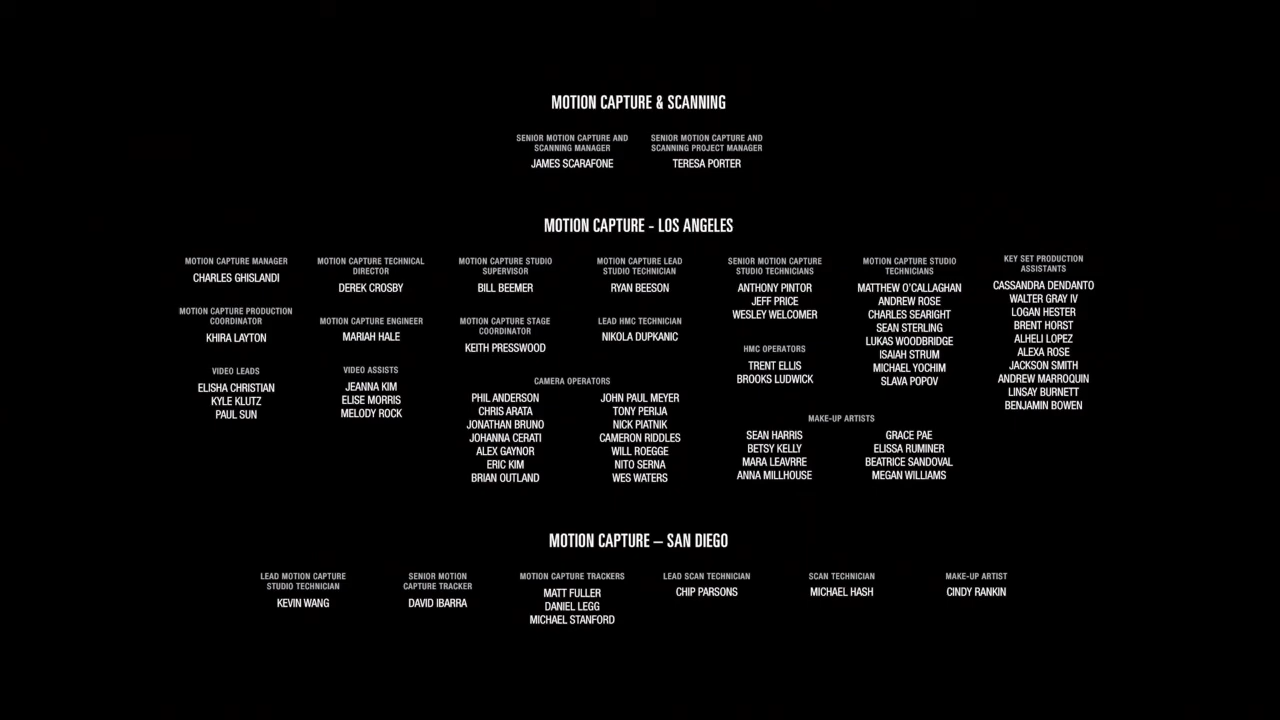 MOTION CAPTURE & SCANNING
SENIOR MOTION CAPTURE AND
SCANNING MANAGER
JAMES SCARAFONE
SENIOR MOTION CAPTURE AND
SCANNING PROJECT MANAGER
TERESA PORTER
MOTION CAPTURE - LOS ANGELES
MOTION CAPTURE MANAGER
CHARLES GHISLANDI
MOTION CAPTURE PRODUCTION
COORDINATOR
KHIRA LAYTON
VIDEO LEADS
ELISHA CHRISTIAN
KYLE KLUTZ
PAUL SUN
MOTION CAPTURE TECHNICAL
DIRECTOR
DEREK CROSBY
MOTION CAPTURE ENGINEER
MARIAH HALE
VIDEO ASSISTS
JEANNA KIM
ELISE MORRIS
MELODY ROCK
MOTION CAPTURE STUDIO
SUPERVISOR
BILL BEEMER
MOTION CAPTURE STAGE
COORDINATOR
KEITH PRESSWOOD
MOTION CAPTURE LEAD
STUDIO TECHNICIAN
RYAN BEESON
LEAD HMC TECHNICIAN
NIKOLA DUPKANIC
CAMERA OPERATORS
PHIL ANDERSON
CHRIS ARATA
JONATHAN BRUNO
JOHANNA CERATI
ALEX GAYNOR
ERIC KIM
BRIAN OUTLAND
JOHN PAUL MEYER
TONY PERIJA
NICK PIATNIK
CAMERON RIDDLES
WILL ROEGGE
NITO SERNA
WES WATERS
SENIOR MOTION CAPTURE
STUDIO TECHNICIANS
ANTHONY PINTOR
JEFF PRICE
WESLEY WELCOMER
HMC OPERATORS
TRENT ELLIS
BROOKS LUDWICK
MOTION CAPTURE STUDIO
TECHNICIANS
MATTHEW O'CALLAGHAN
ANDREW ROSE
CHARLES SEARIGHT
SEAN STERLING
LUKAS WOODBRIDGE
ISAIAH STRUM
MICHAEL YOCHIM
SLAVA POPOV
MAKE-UP ARTISTS
SEAN HARRIS
BETSY KELLY
MARA LEAVRRE
ANNA MILLHOUSE
GRACE PAE
ELISSA RUMINER
BEATRICE SANDOVAL
MEGAN WILLIAMS
KEY SET PRODUCTION
ASSISTANTS
CASSANDRA DENDANTO
WALTER GRAY IV
LOGAN HESTER
BRENT HORST
ALHELI LOPEZ
ALEXA ROSE
JACKSON SMITH
ANDREW MARROQUIN
LINSAY BURNETT
BENJAMIN BOWEN
MOTION CAPTURE – SAN DIEGO
LEAD MOTION CAPTURE
STUDIO TECHNICIAN
KEVIN WANG
SENIOR MOTION
CAPTURE TRACKER
DAVID IBARRA
MOTION CAPTURE TRACKERS
MATT FULLER
DANIEL LEGG
MICHAEL STANFORD
LEAD SCAN TECHNICIAN
CHIP PARSONS
SCAN TECHNICIAN
MICHAEL HASH
MAKE-UP ARTIST
CINDY RANKIN